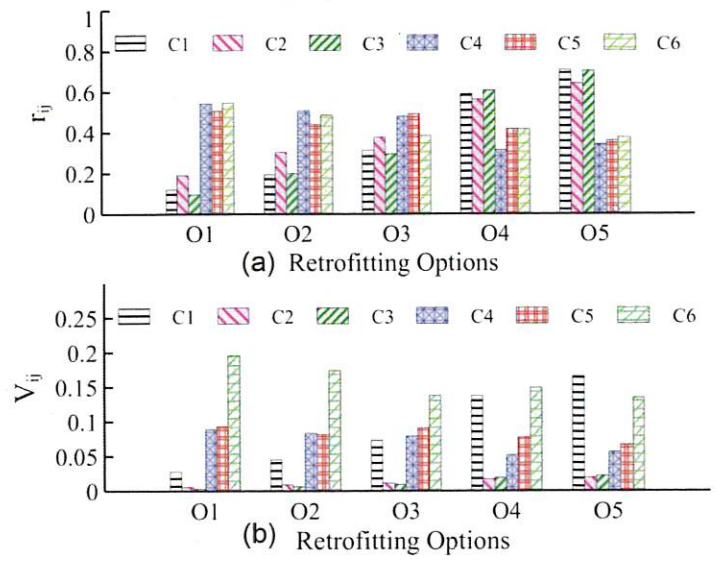 1
C1 C2 C3 C4 C5 C6
0.8
0.6
r_ij
0.4
0.2
0
O1 O2 O3 O4 O5
(a) Retrofitting Options
C1 C2 C3 C4 C5 C6
0.25
0.2
V_ij
0.15
0.1
0.05
0
O1 O2 O3 O4 O5
(b) Retrofitting Options